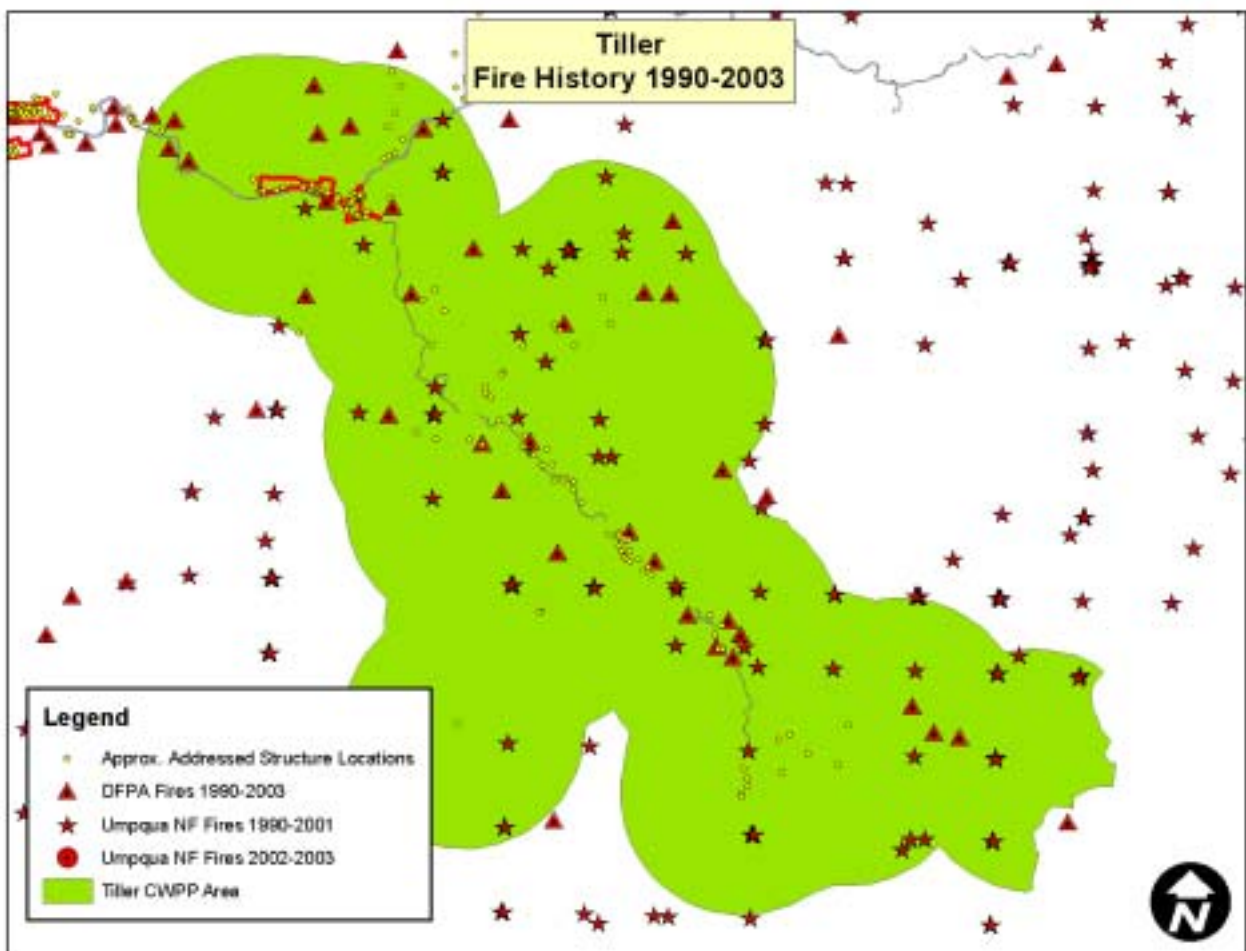 Tiller
Fire History 1990-2003
Legend
Approx. Addressed Structure Locations
DFPA Fires 1990-2003
Umpqua NF Fires 1990-2001
Umpqua NF Fires 2002-2003
Tiller CWPP Area
N